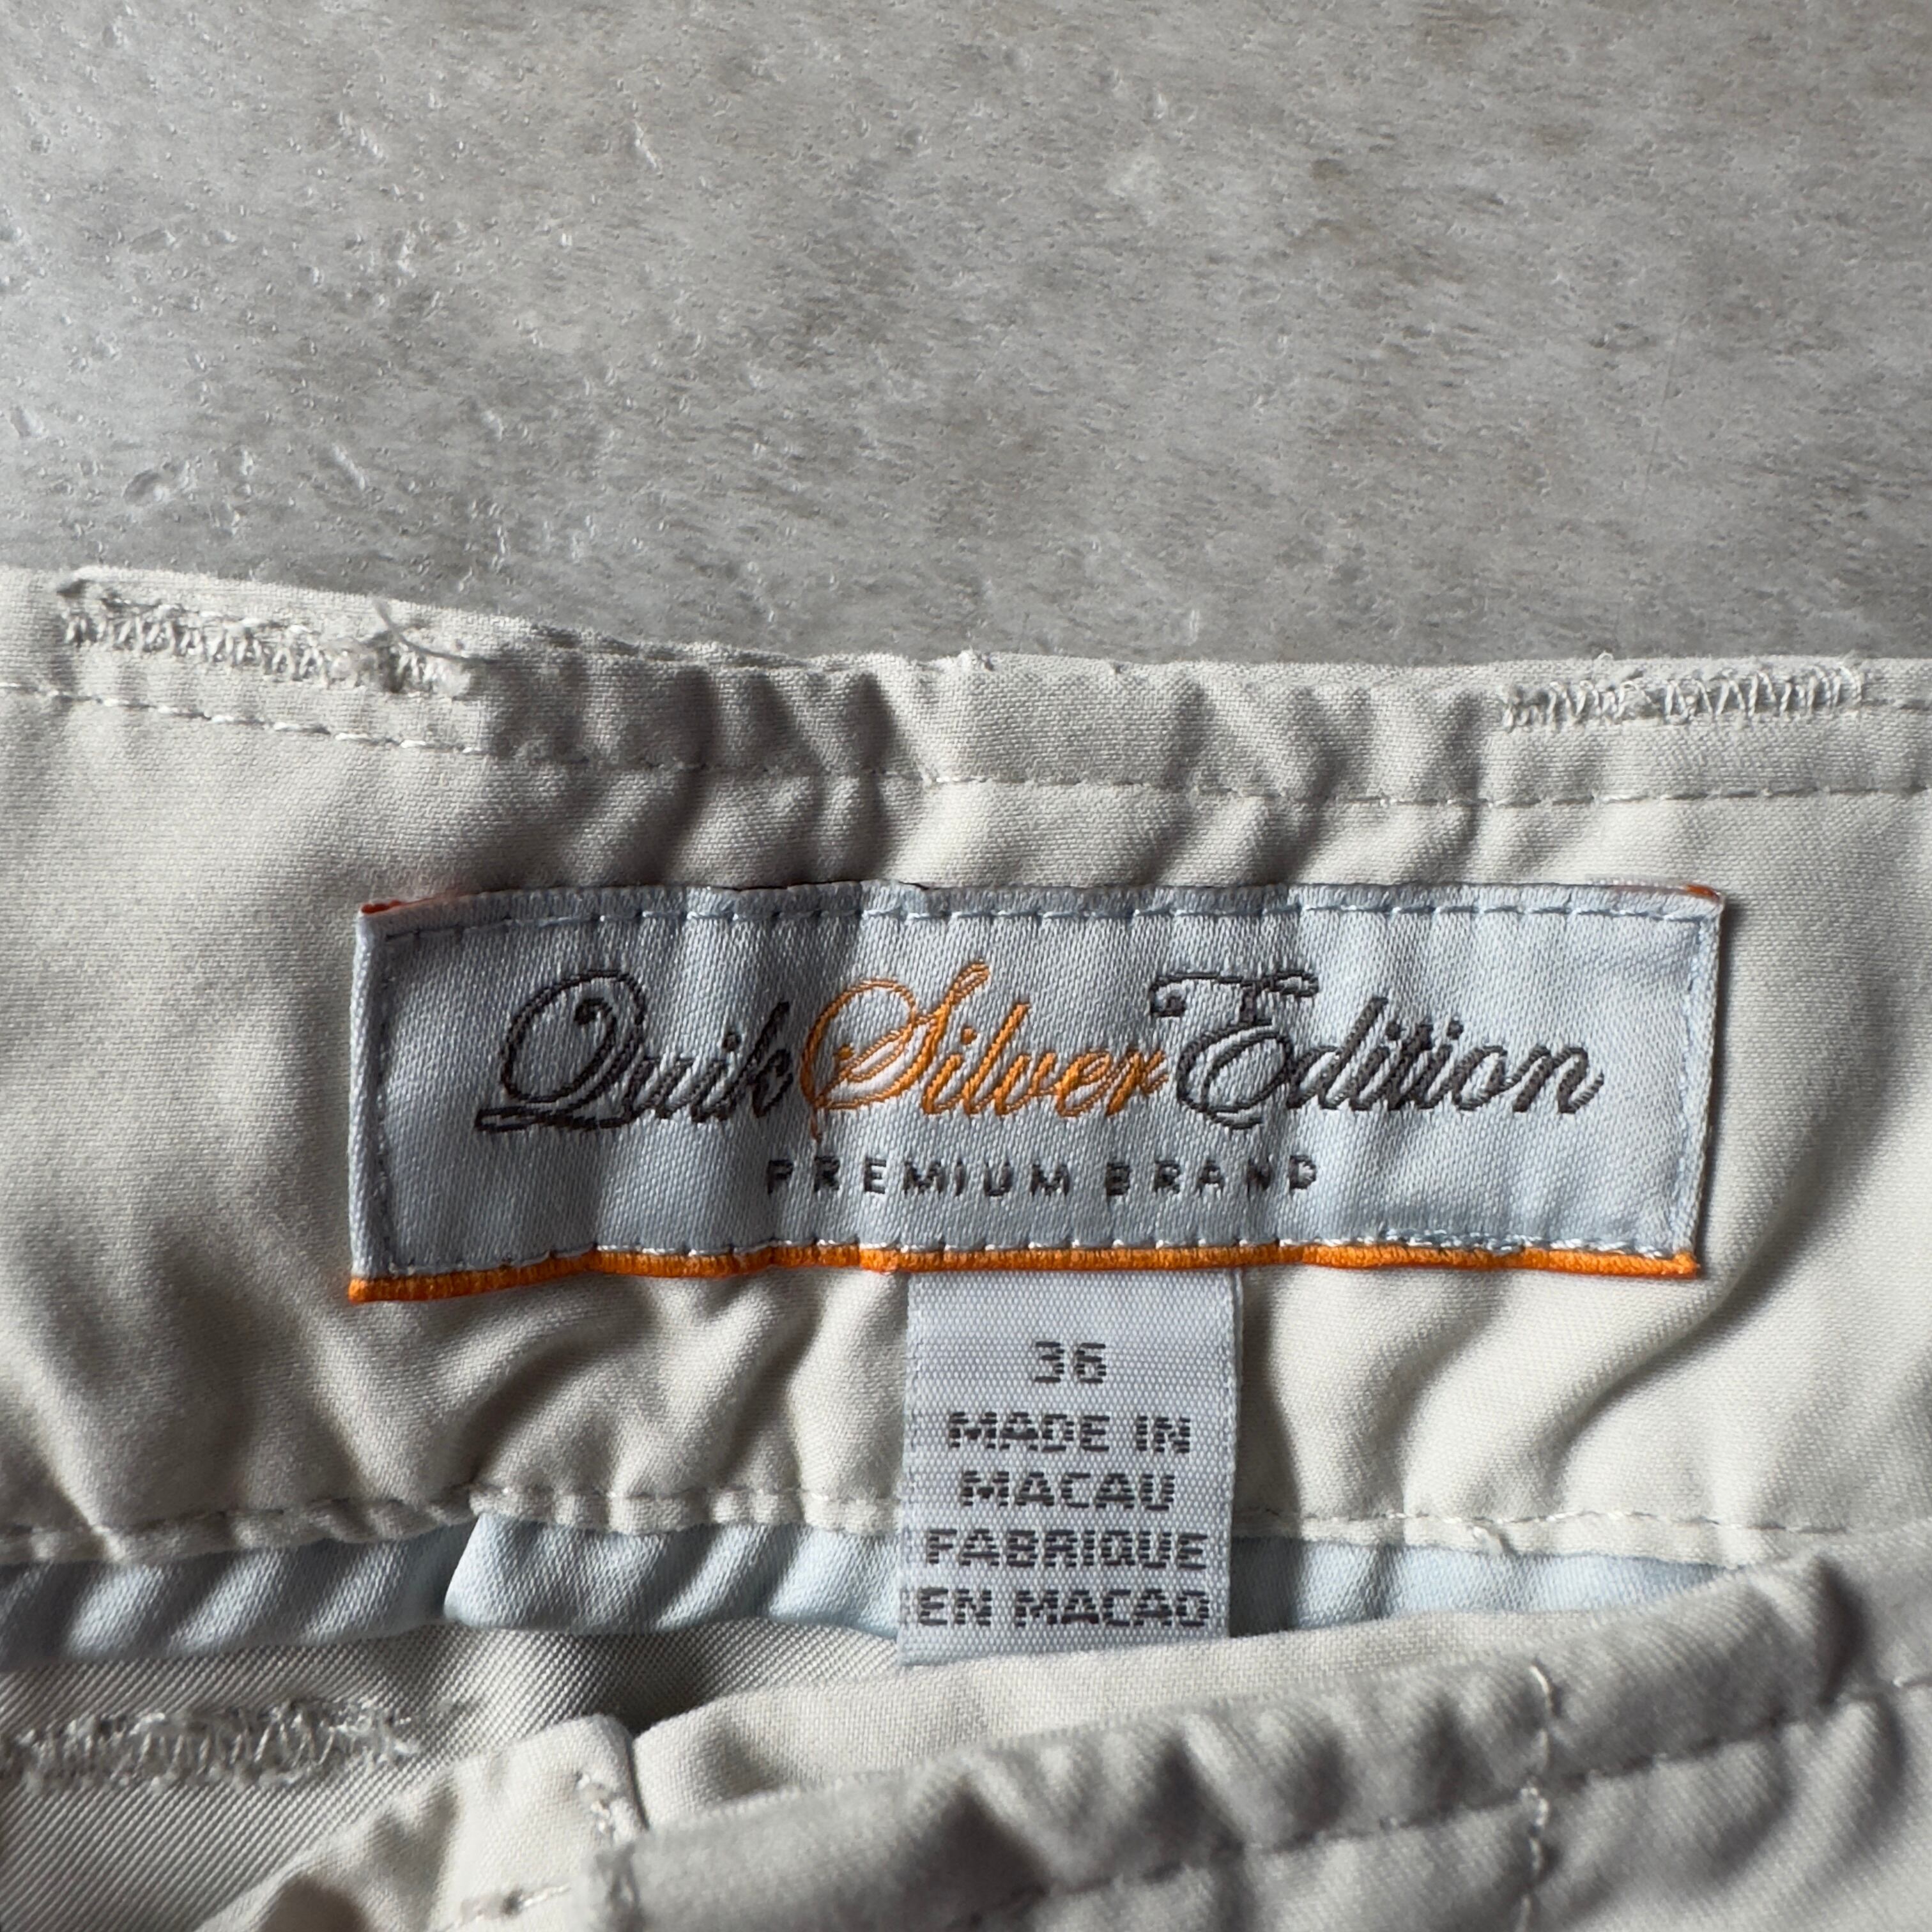 QuikSilverEdition
PREMIUM BRAND
36
MADE IN
MACAU
FABRIQUE
EN MACAO